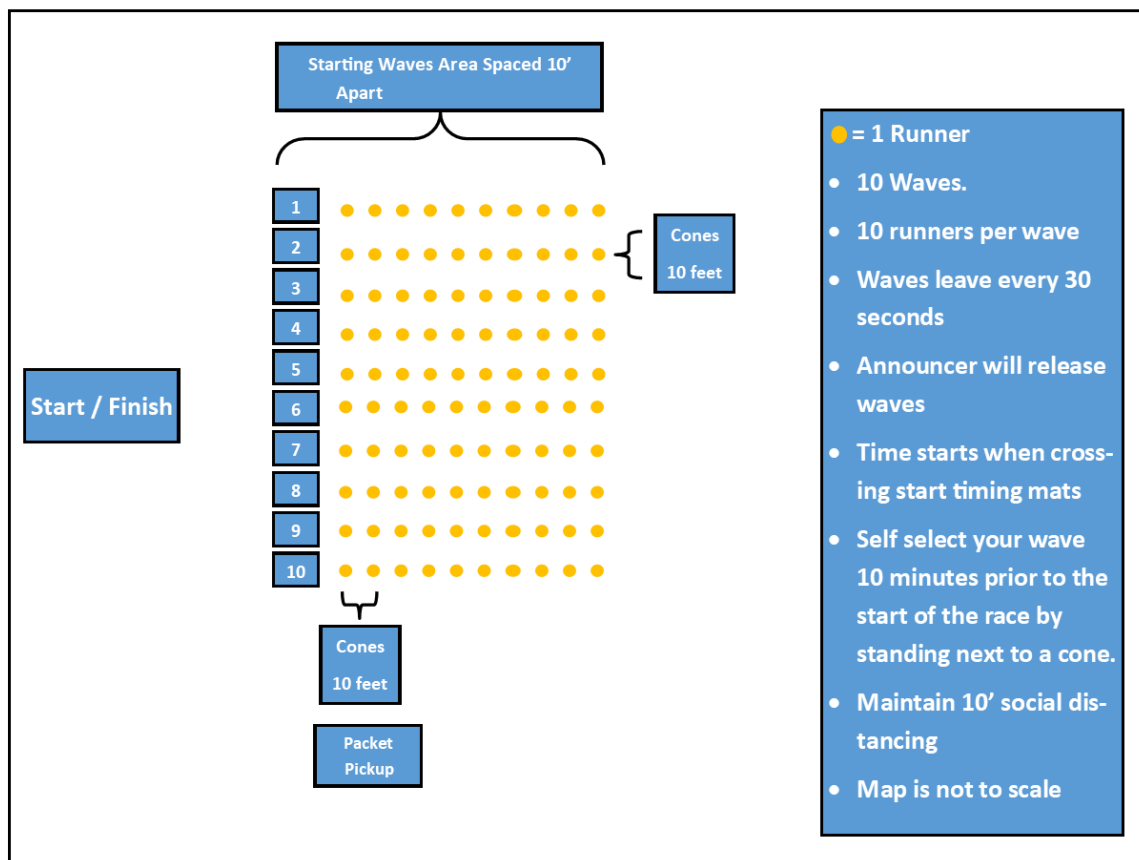 Starting Waves Area Spaced 10’
Apart
1
2
3
4
5
6
7
8
9
10
Cones
10 feet
Start / Finish
Cones
10 feet
Packet
Pickup
= 1 Runner
• 10 Waves.
• 10 runners per wave
• Waves leave every 30
seconds
• Announcer will release
waves
• Time starts when cross-
ing start timing mats
• Self select your wave
10 minutes prior to the
start of the race by
standing next to a cone.
• Maintain 10’ social dis-
tancing
• Map is not to scale